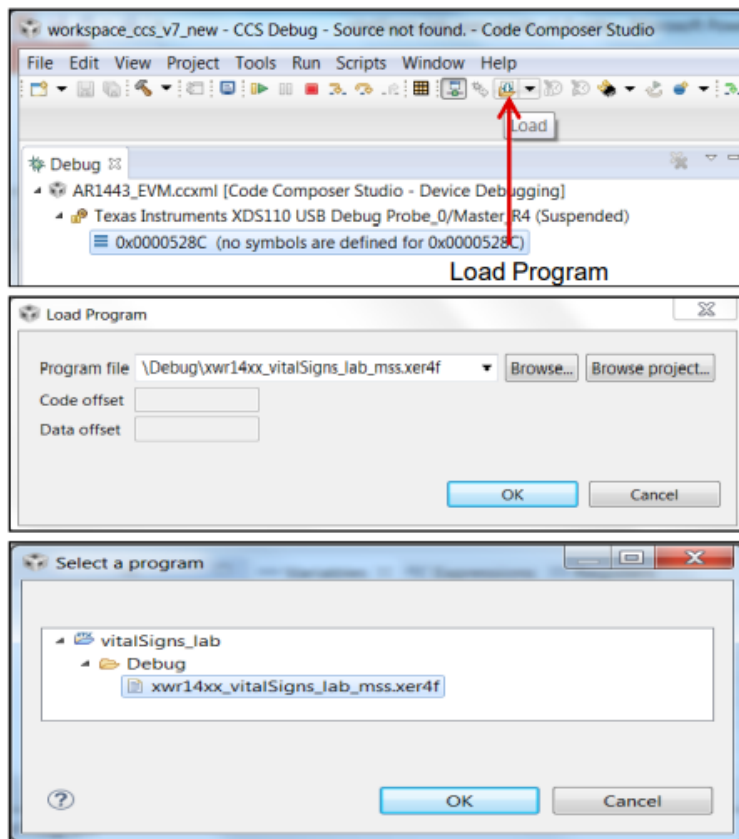 workspace_ccs_v7_new - CCS Debug - Source not found. - Code Composer Studio
File Edit View Project Tools Run Scripts Window Help
Load
Debug
AR1443_EVM.ccxml [Code Composer Studio - Device Debugging]
Texas Instruments XDS110 USB Debug Probe_0/Master_R4 (Suspended)
0x0000528C (no symbols are defined for 0x0000528C)
Load Program
Load Program
Program file \Debug\xwr14xx_vitalSigns_lab_mss.xer4f Browse... Browse project...
Code offset
Data offset
OK Cancel
Select a program
vitalSigns_lab
Debug
xwr14xx_vitalSigns_lab_mss.xer4f
? OK Cancel